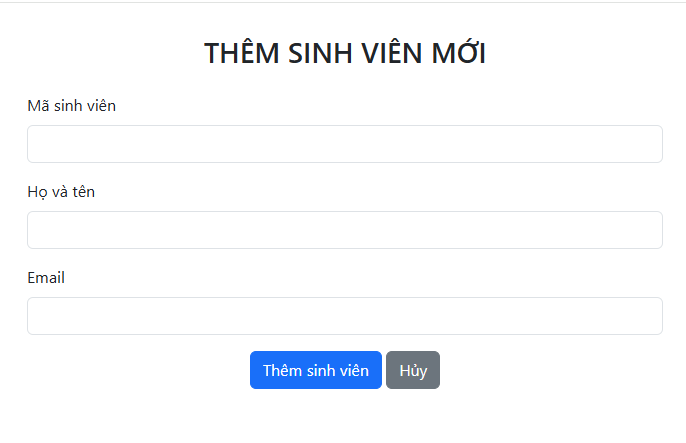 THÊM SINH VIÊN MỚI
Mã sinh viên
Họ và tên
Email
Thêm sinh viên Hủy